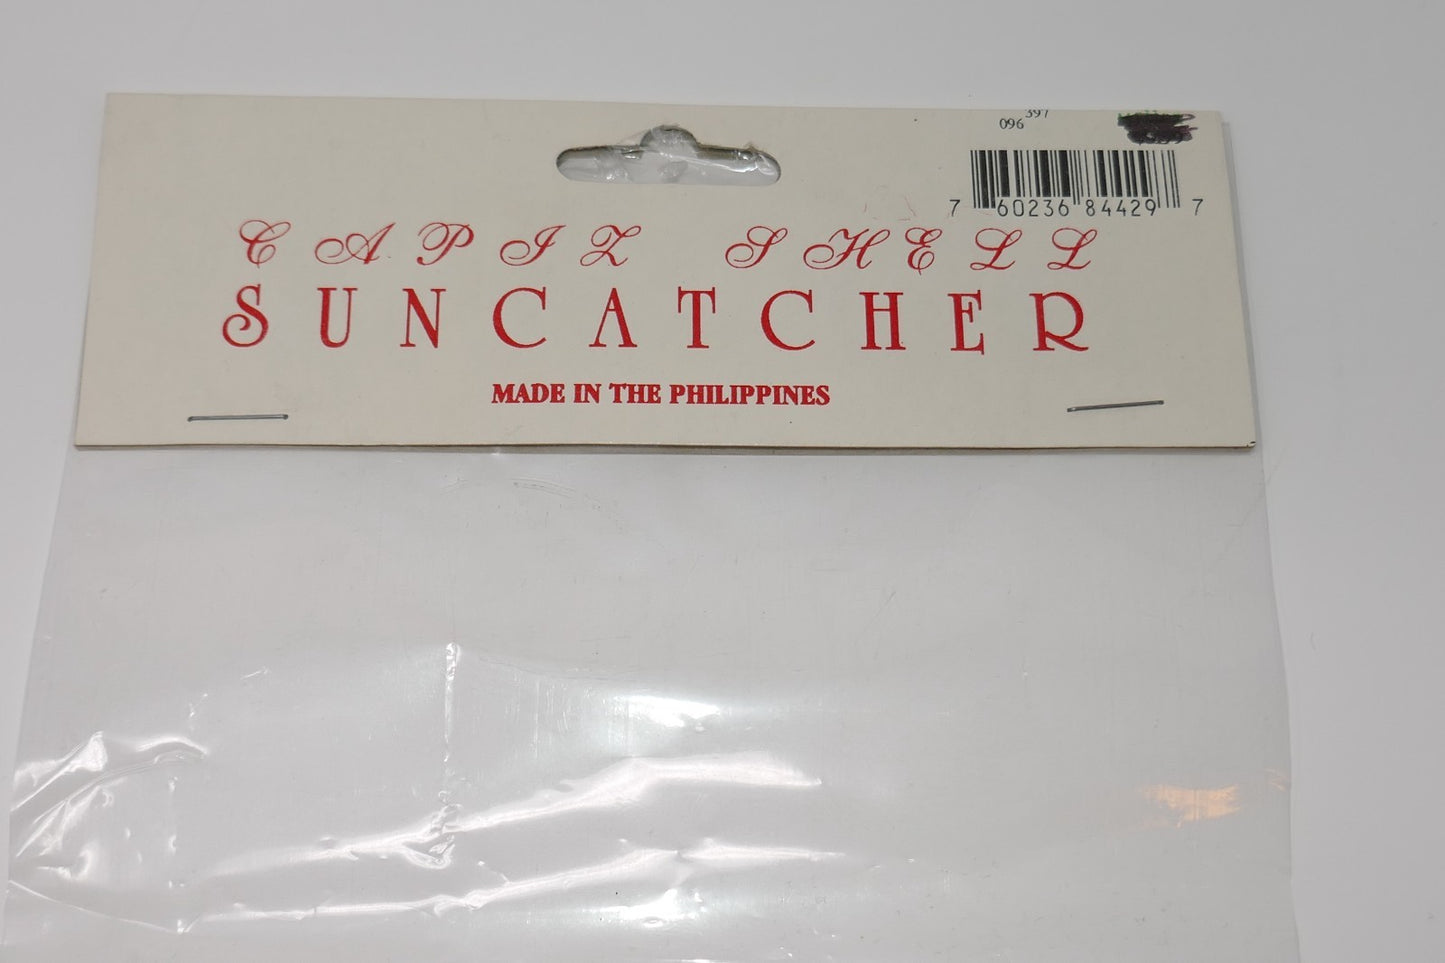 096 397
7 60236 84429 7
CAPIZ SHELL
SUNCATCHER
MADE IN THE PHILIPPINES